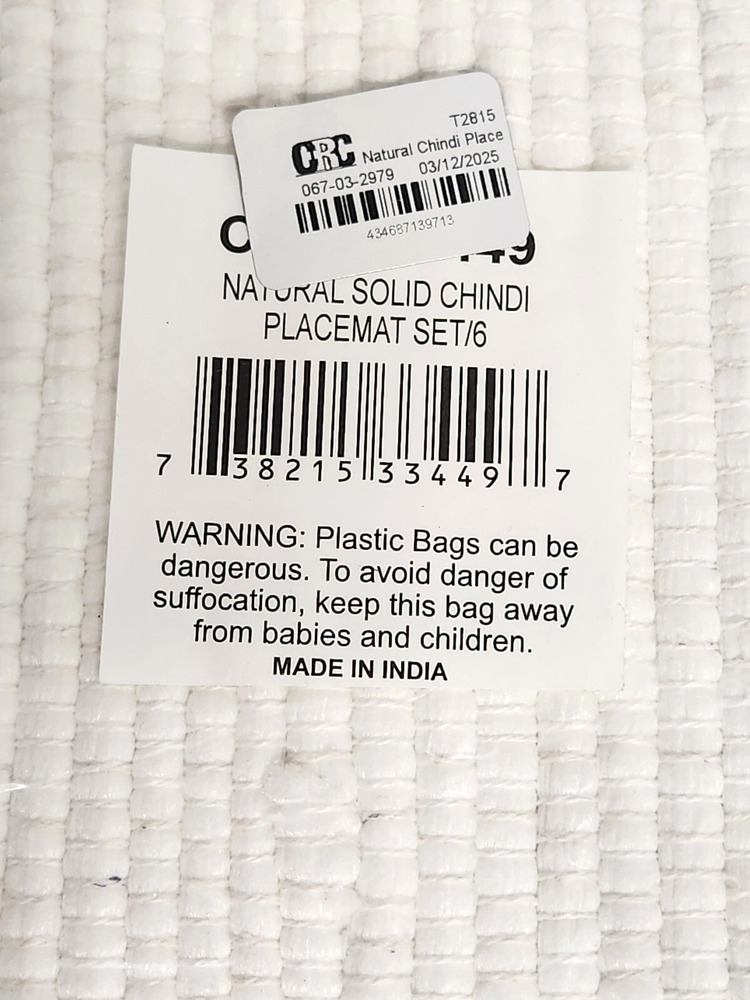 T2815
CRC Natural Chindi Place
067-03-2979 03/12/2025
434687139713
NATURAL SOLID CHINDI
PLACEMAT SET/6
7 38215 33449 7
WARNING: Plastic Bags can be
dangerous. To avoid danger of
suffocation, keep this bag away
from babies and children.
MADE IN INDIA